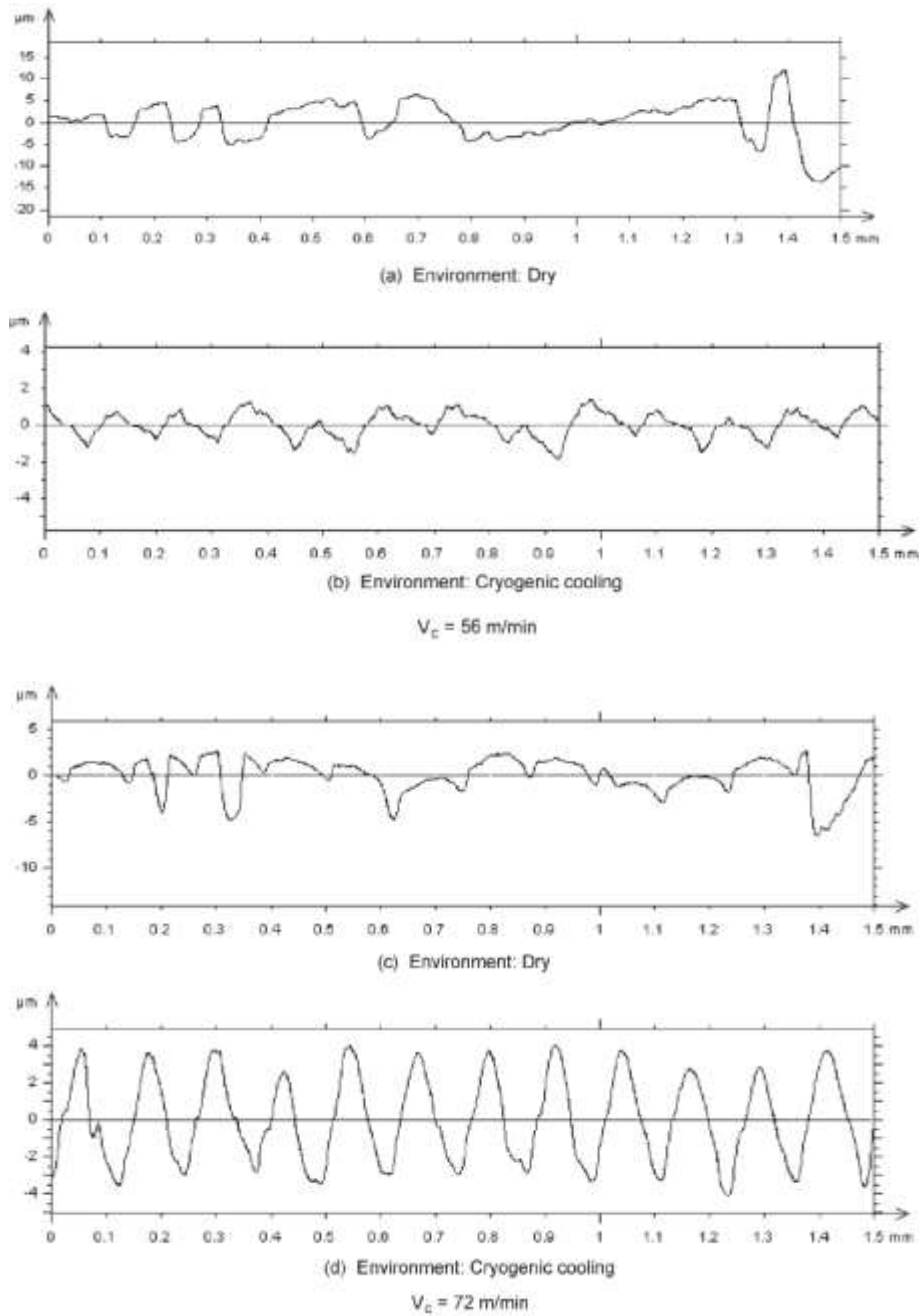 µm
15
10
5
0
-5
-10
-15
-20
0 0.1 0.2 0.3 0.4 0.5 0.6 0.7 0.8 0.9 1 1.1 1.2 1.3 1.4 1.5 mm
(a) Environment: Dry
µm
4
2
0
-2
-4
0 0.1 0.2 0.3 0.4 0.5 0.6 0.7 0.8 0.9 1 1.1 1.2 1.3 1.4 1.5 mm
(b) Environment: Cryogenic cooling
Vc = 56 m/min
µm
5
0
-5
-10
0 0.1 0.2 0.3 0.4 0.5 0.6 0.7 0.8 0.9 1 1.1 1.2 1.3 1.4 1.5 mm
(c) Environment: Dry
µm
4
2
0
-2
-4
0 0.1 0.2 0.3 0.4 0.5 0.6 0.7 0.8 0.9 1 1.1 1.2 1.3 1.4 1.5 mm
(d) Environment: Cryogenic cooling
Vc = 72 m/min